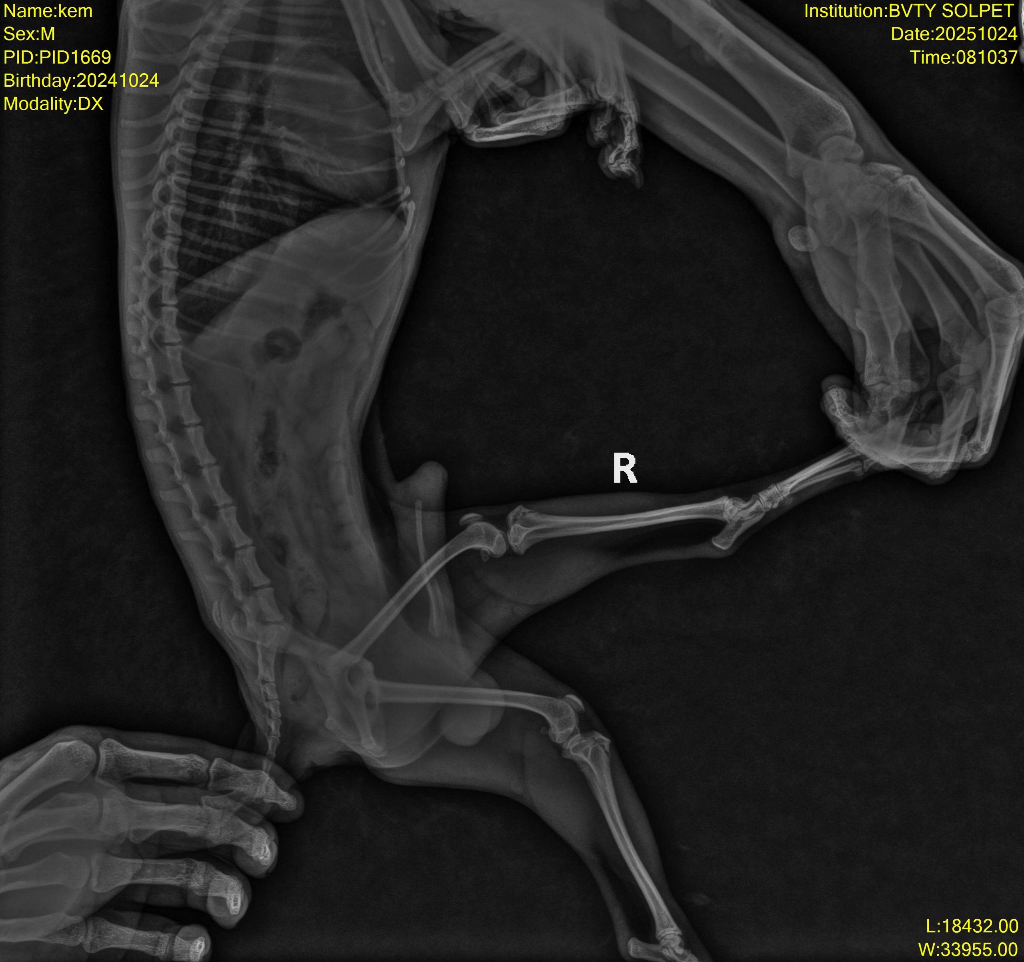 Name:kem
Sex:M
PID:PID1669
Birthday:20241024
Modality:DX
Institution:BVTY SOLPET
Date:20251024
Time:081037
R
L:18432.00
W:33955.00